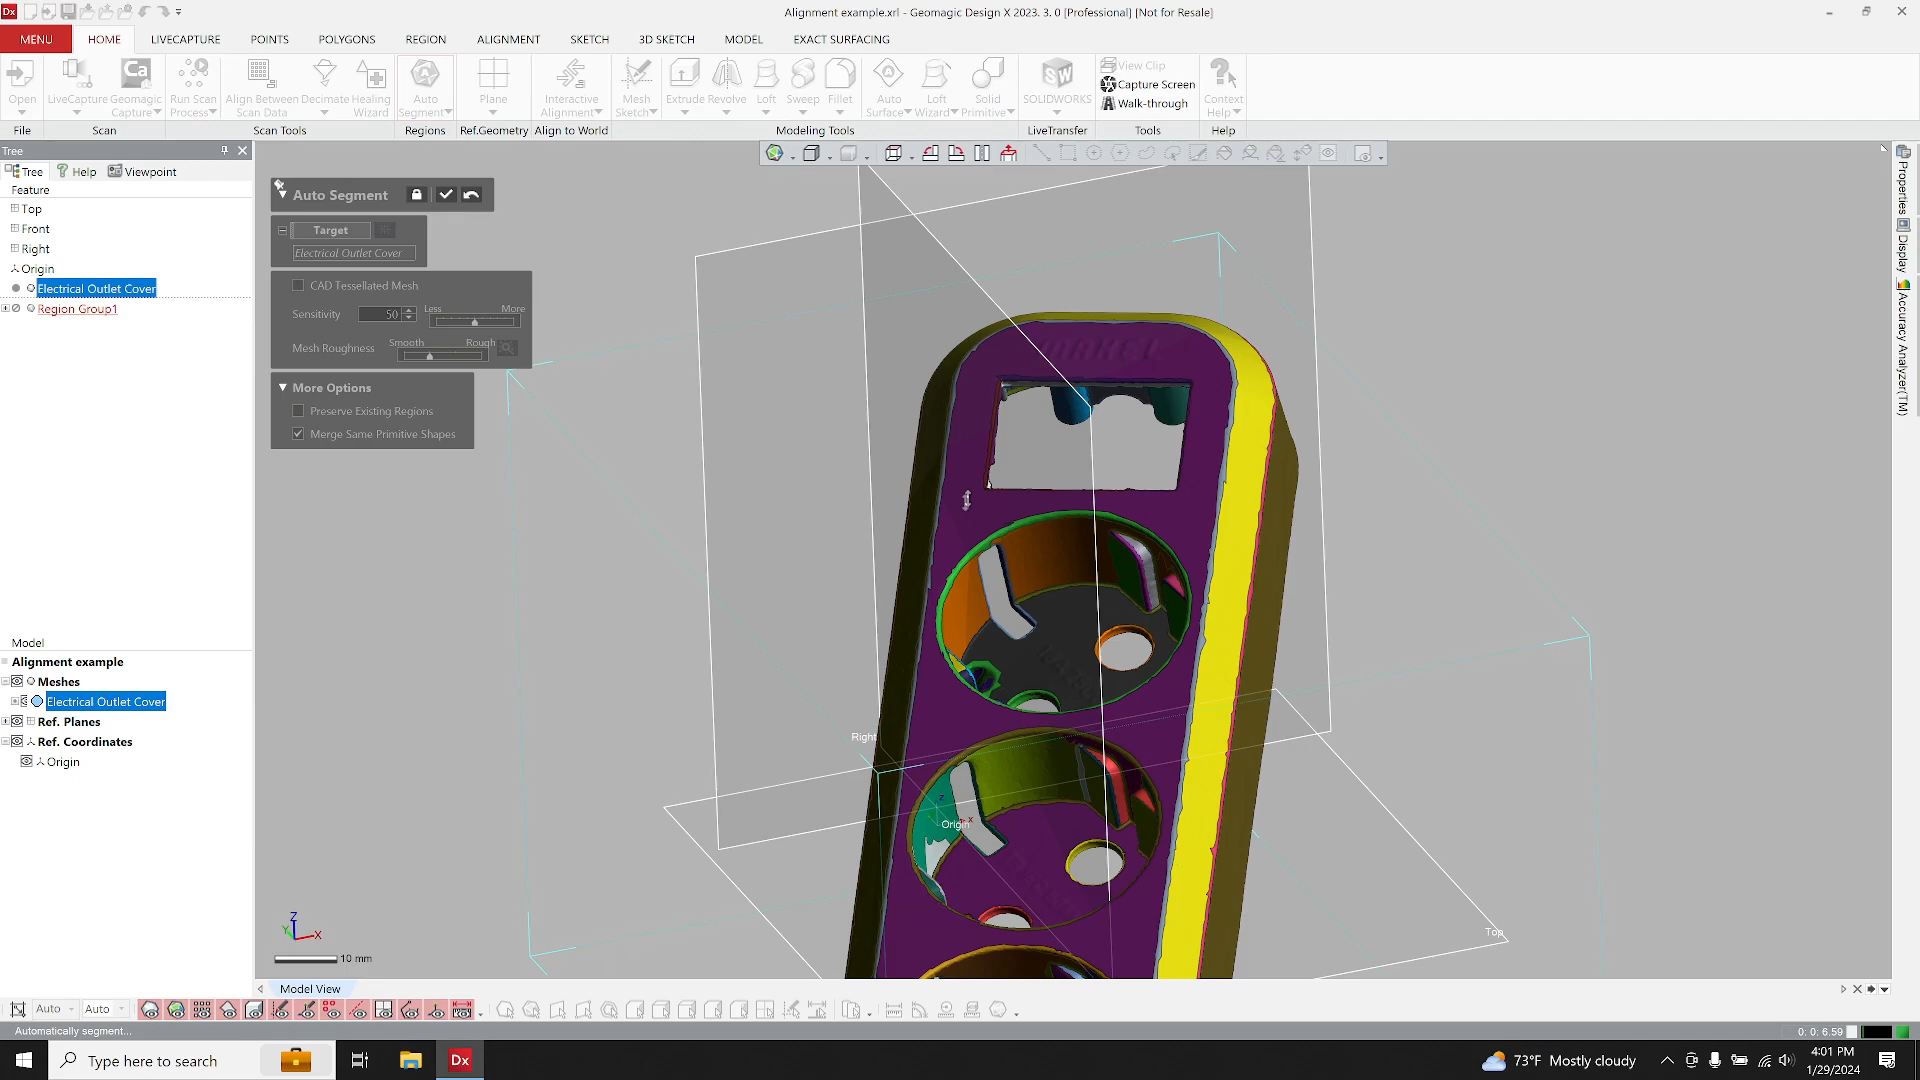 Dx
Alignment example.xrl - Geomagic Design X 2023. 3. 0 [Professional] [Not for Resale]
MENU HOME LIVECAPTURE POINTS POLYGONS REGION ALIGNMENT SKETCH 3D SKETCH MODEL EXACT SURFACING
Open
LiveCapture
Ca
Geomagic Capture
Run Scan Process
Align Between Scan Data
Decimate
Healing Wizard
Auto Segment
Plane
Interactive Alignment
Mesh Sketch
Extrude
Revolve
Loft
Sweep
Fillet
Auto Surface
Loft Wizard
Solid Primitive
SW
SOLIDWORKS
View Clip
Capture Screen
Walk-through
Context Help
File Scan Scan Tools Regions Ref.Geometry Align to World Modeling Tools LiveTransfer Tools Help
Tree
Tree Help Viewpoint
Feature
Top
Front
Right
Origin
Electrical Outlet Cover
Region Group1
Model
Alignment example
Meshes
Electrical Outlet Cover
Ref. Planes
Ref. Coordinates
Origin
Auto Segment
Target
Electrical Outlet Cover
CAD Tessellated Mesh
Sensitivity 50 Less More
Mesh Roughness Smooth Rough
More Options
Preserve Existing Regions
Merge Same Primitive Shapes
Right
Z
X
Origin
Top
Z
Y
X
10 mm
Properties
Display
Accuracy Analyzer(TM)
Model View
Auto Auto
Automatically segment...
0: 0: 6.59
Type here to search
Dx
73°F Mostly cloudy
4:01 PM
1/29/2024